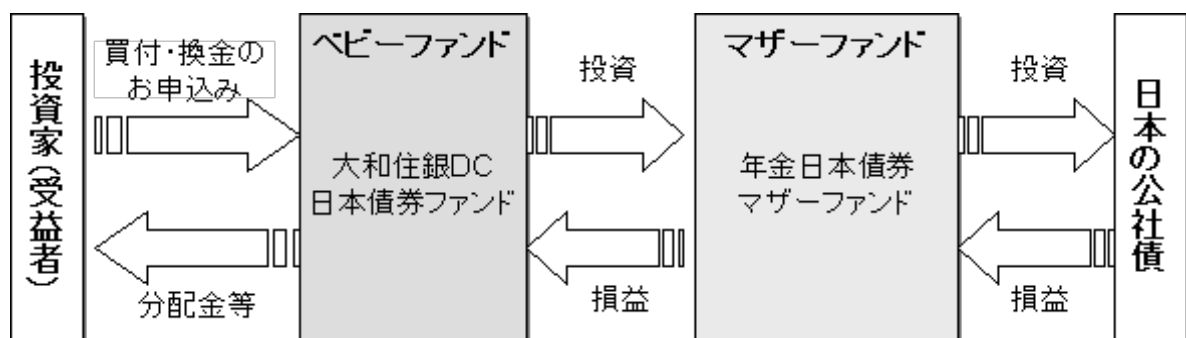 投資家(受益者)
買付・換金の
お申込み
分配金等
ベビーファンド
大和住銀DC
日本債券ファンド
投資
損益
マザーファンド
年金日本債券
マザーファンド
投資
損益
日本の公社債